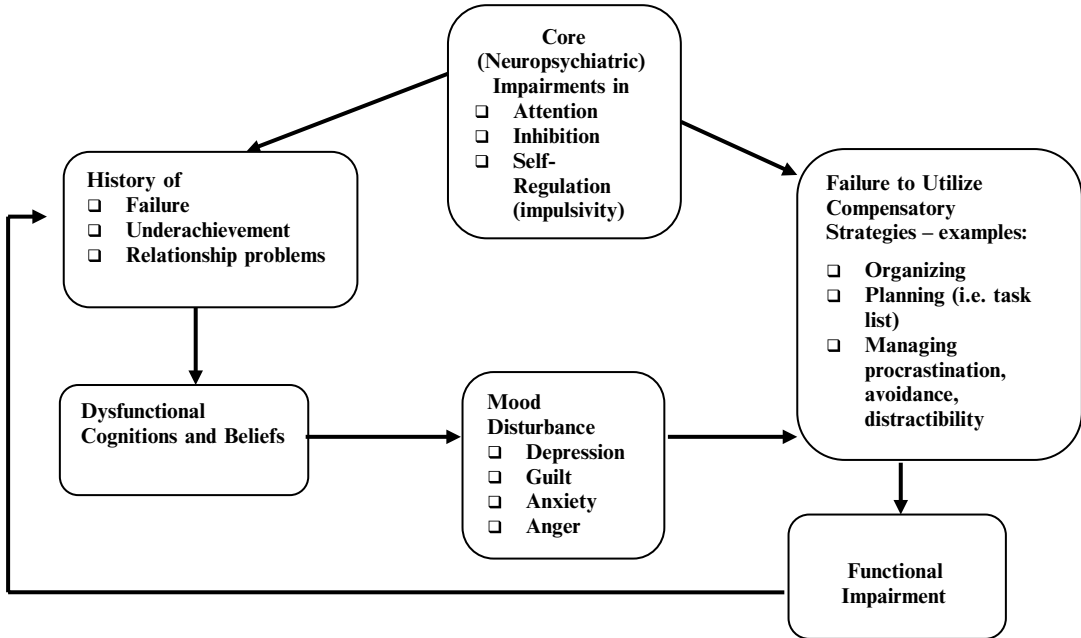 Core
(Neuropsychiatric)
Impairments in
❑ Attention
❑ Inhibition
❑ Self-
Regulation
(impulsivity)
History of
❑ Failure
❑ Underachievement
❑ Relationship problems
Failure to Utilize
Compensatory
Strategies – examples:
❑ Organizing
❑ Planning (i.e. task
list)
❑ Managing
procrastination,
avoidance,
distractibility
Dysfunctional
Cognitions and Beliefs
Mood
Disturbance
❑ Depression
❑ Guilt
❑ Anxiety
❑ Anger
Functional
Impairment